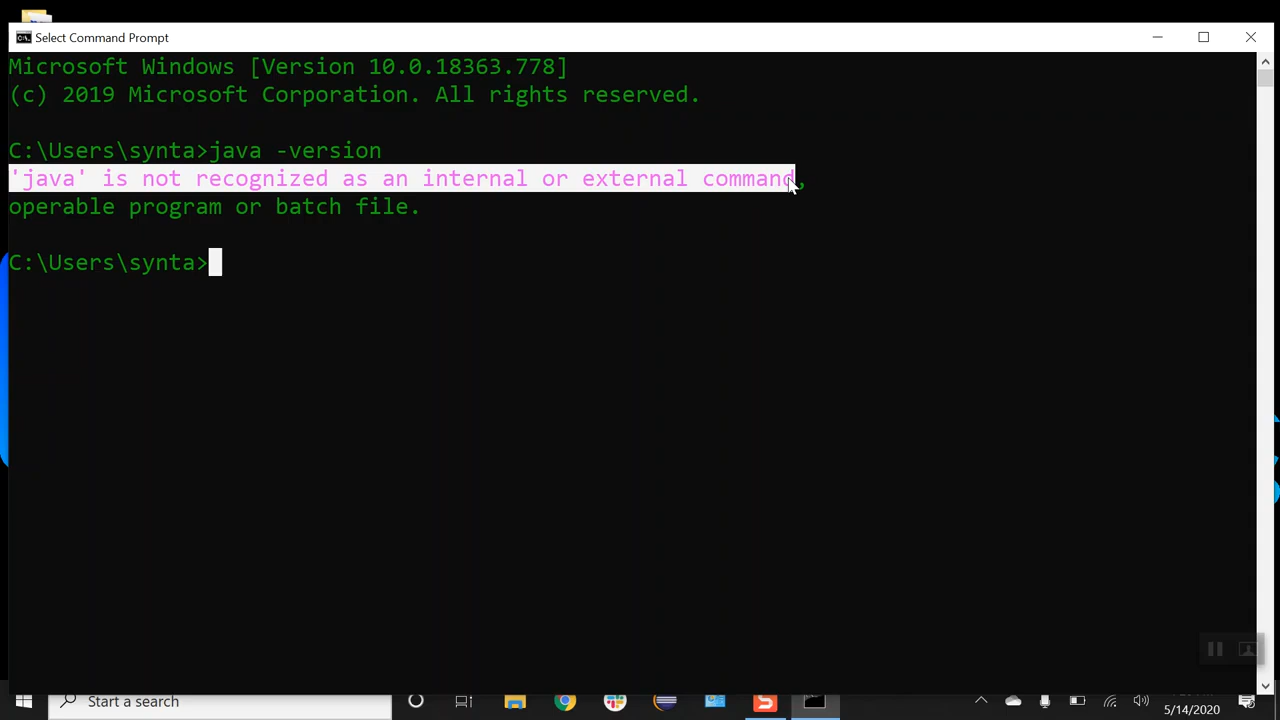 Select Command Prompt
Microsoft Windows [Version 10.0.18363.778]
(c) 2019 Microsoft Corporation. All rights reserved.
C:\Users\synta>java -version
'java' is not recognized as an internal or external command,
operable program or batch file.
C:\Users\synta>
Start a search
5/14/2020